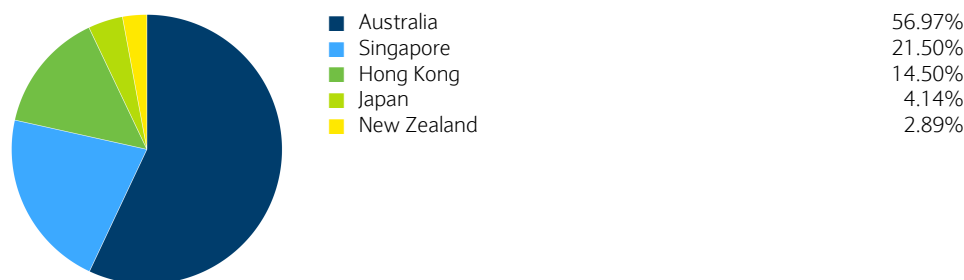 Australia 56.97%
Singapore 21.50%
Hong Kong 14.50%
Japan 4.14%
New Zealand 2.89%